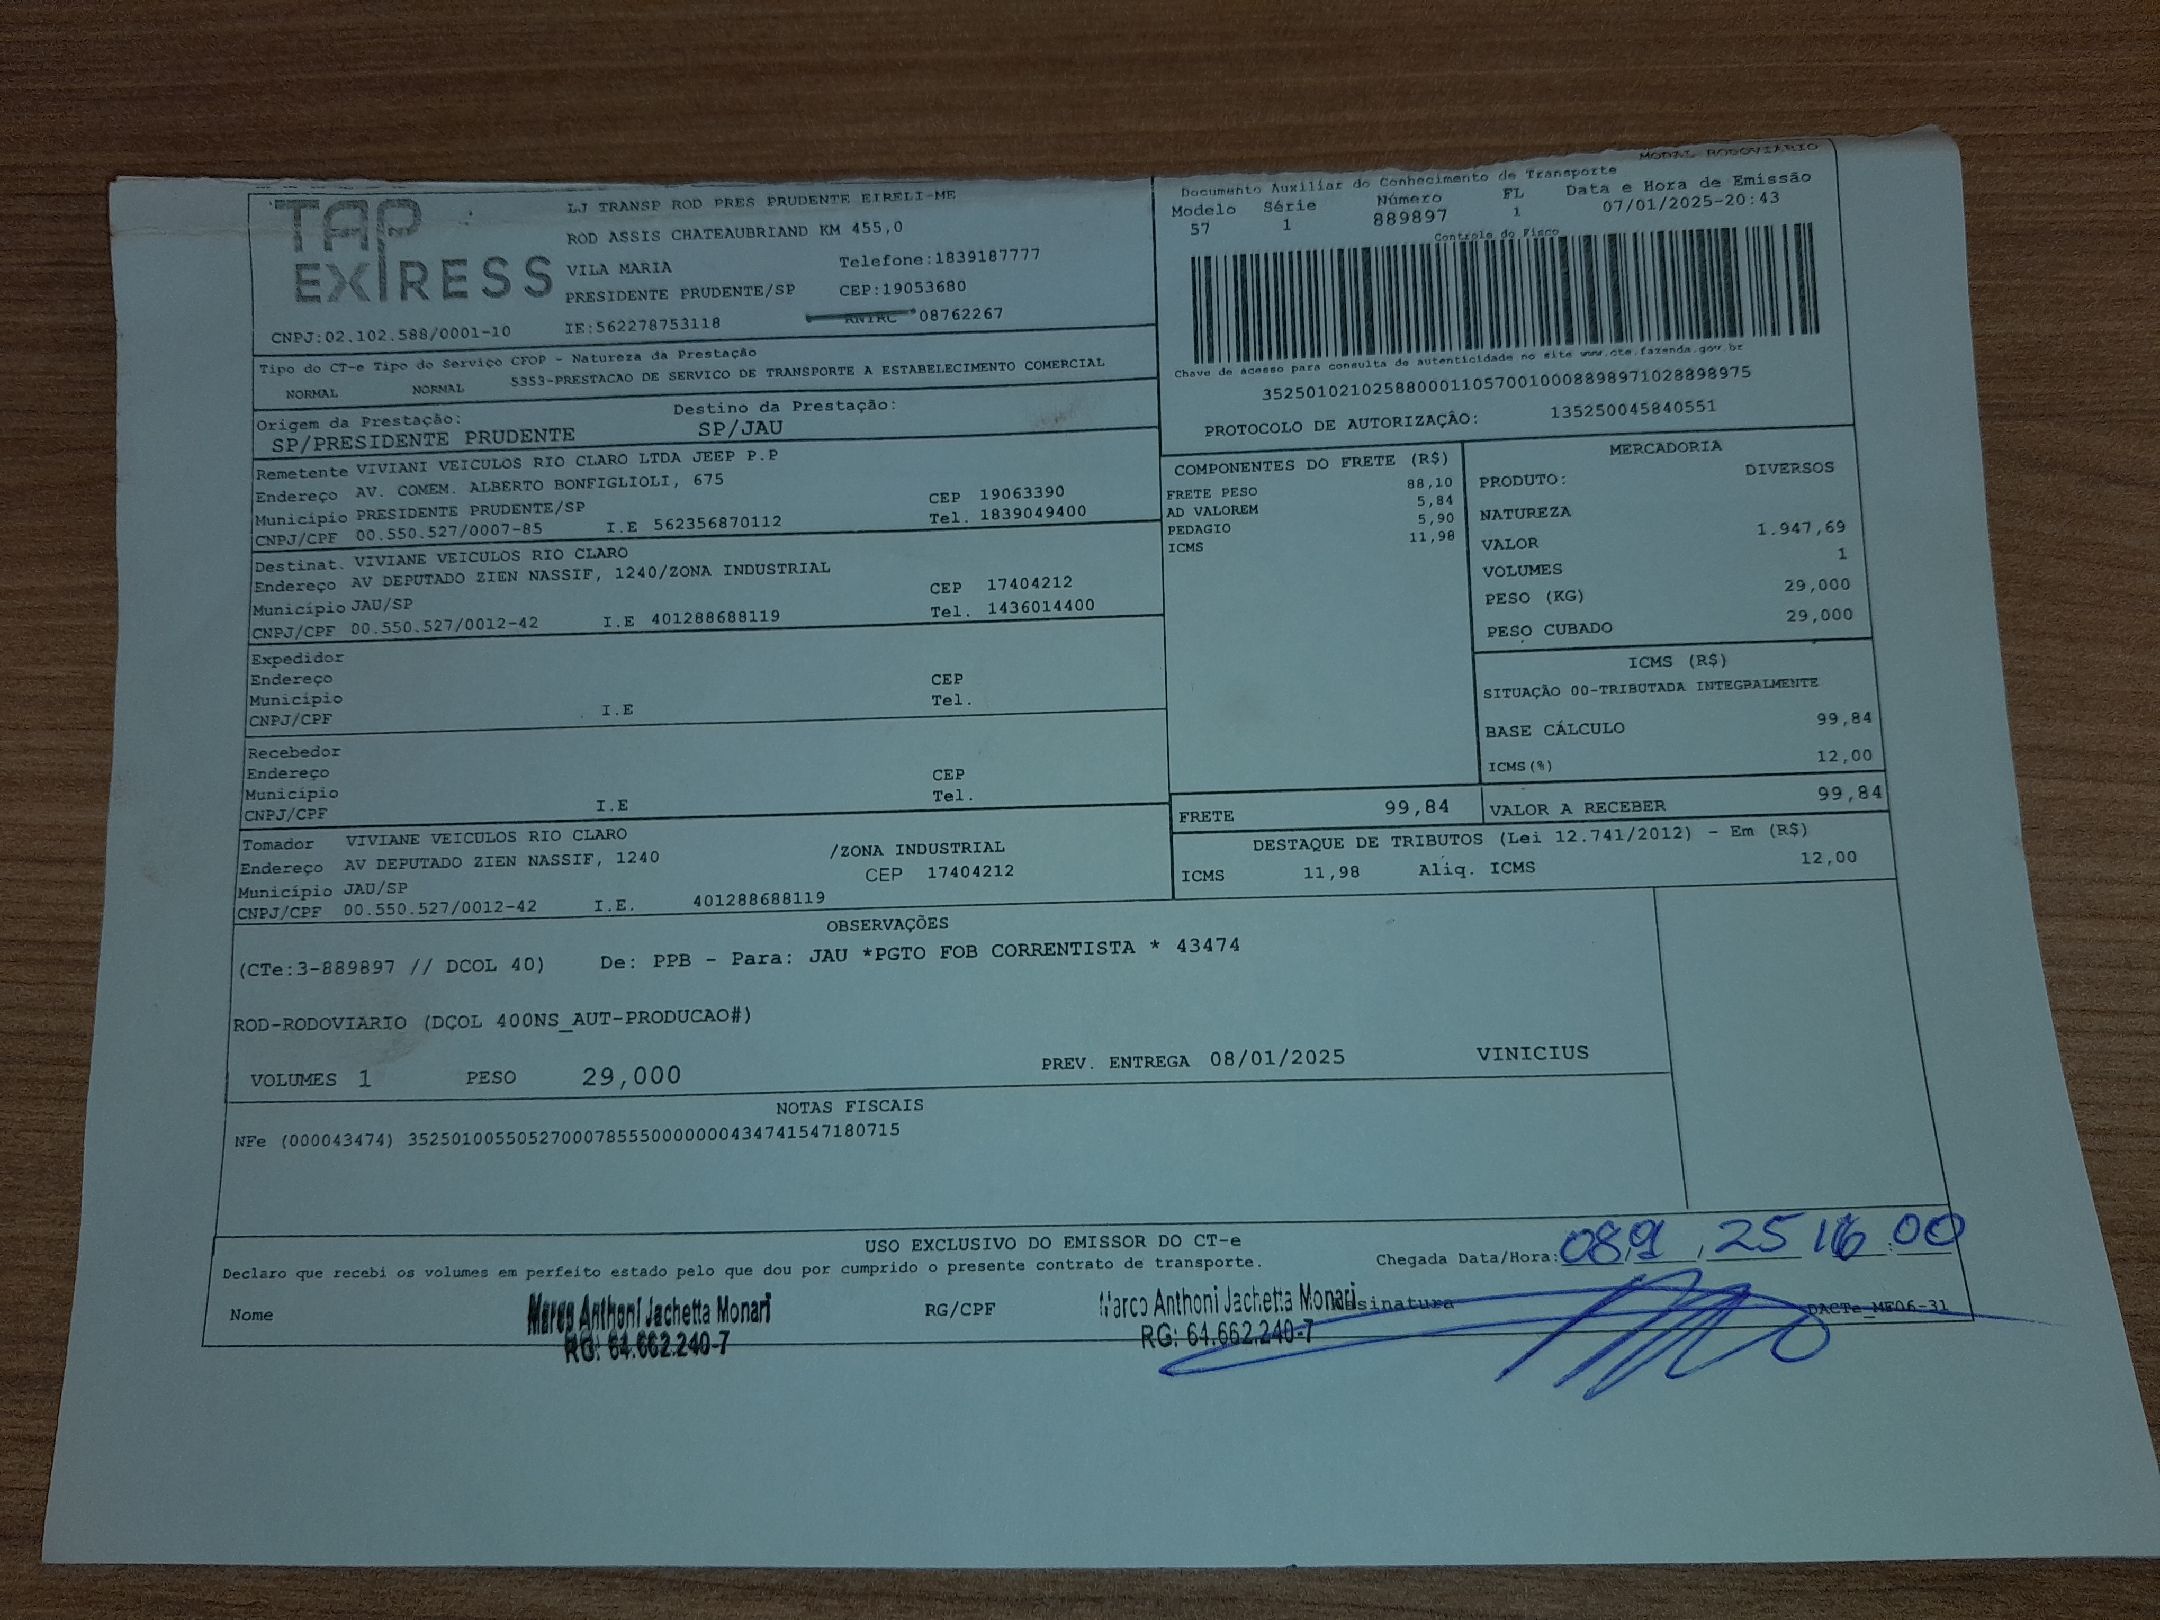 TAP
EXPRESS
LJ TRANSP ROD PRES PRUDENTE EIRELI-ME
ROD ASSIS CHATEAUBRIAND KM 455,0
VILA MARIA Telefone:1839187777
PRESIDENTE PRUDENTE/SP CEP:19053680
CNPJ:02.102.588/0001-10 IE:562278753118 RNTRC 08762267
MODAL RODOVIARIO
Documento Auxiliar do Conhecimento de Transporte
Modelo Série Número FL Data e Hora de Emissão
57 1 889897 1 07/01/2025-20:43
Controle do Fisco
Chave de acesso para consulta de autenticidade no site www.cte.fazenda.gov.br
35250102102588000110570010008898971028898975
PROTOCOLO DE AUTORIZAÇÃO: 135250045840551
Tipo do CT-e Tipo do Serviço CFOP - Natureza da Prestação
NORMAL NORMAL 5353-PRESTACAO DE SERVICO DE TRANSPORTE A ESTABELECIMENTO COMERCIAL
Origem da Prestação: Destino da Prestação:
SP/PRESIDENTE PRUDENTE SP/JAU
Remetente VIVIANI VEICULOS RIO CLARO LTDA JEEP P.P
Endereço AV. COMEM. ALBERTO BONFIGLIOLI, 675 CEP 19063390
Município PRESIDENTE PRUDENTE/SP Tel. 1839049400
CNPJ/CPF 00.550.527/0007-85 I.E 562356870112
Destinat. VIVIANE VEICULOS RIO CLARO
Endereço AV DEPUTADO ZIEN NASSIF, 1240/ZONA INDUSTRIAL CEP 17404212
Município JAU/SP Tel. 1436014400
CNPJ/CPF 00.550.527/0012-42 I.E 401288688119
Expedidor
Endereço CEP
Município Tel.
CNPJ/CPF I.E
Recebedor
Endereço CEP
Município Tel.
CNPJ/CPF I.E
Tomador VIVIANE VEICULOS RIO CLARO
Endereço AV DEPUTADO ZIEN NASSIF, 1240 /ZONA INDUSTRIAL
Município JAU/SP CEP 17404212
CNPJ/CPF 00.550.527/0012-42 I.E. 401288688119
COMPONENTES DO FRETE (R$)
FRETE PESO 88,10
AD VALOREM 5,84
PEDAGIO 5,90
ICMS 11,98
MERCADORIA
PRODUTO: DIVERSOS
NATUREZA
VALOR 1.947,69
VOLUMES 1
PESO (KG) 29,000
PESO CUBADO 29,000
ICMS (R$)
SITUAÇÃO 00-TRIBUTADA INTEGRALMENTE
BASE CÁLCULO 99,84
ICMS(%) 12,00
FRETE 99,84 VALOR A RECEBER 99,84
DESTAQUE DE TRIBUTOS (Lei 12.741/2012) - Em (R$)
ICMS 11,98 Aliq. ICMS 12,00
OBSERVAÇÕES
(CTe:3-889897 // DCOL 40) De: PPB - Para: JAU *PGTO FOB CORRENTISTA * 43474
ROD-RODOVIARIO (DCOL 400NS_AUT-PRODUCAO#)
VOLUMES 1 PESO 29,000 PREV. ENTREGA 08/01/2025 VINICIUS
NOTAS FISCAIS
NFe (000043474) 35250100550527000785550000000434741547180715
USO EXCLUSIVO DO EMISSOR DO CT-e
Declaro que recebi os volumes em perfeito estado pelo que dou por cumprido o presente contrato de transporte. Chegada Data/Hora: 08 1 25 16 00
Nome Marco Anthoni Jachetta Monari RG/CPF Marco Anthoni Jachetta Monari Assinatura DACTe_MF06-31
RG: 64.662.240-7 RG: 64.662.240-7